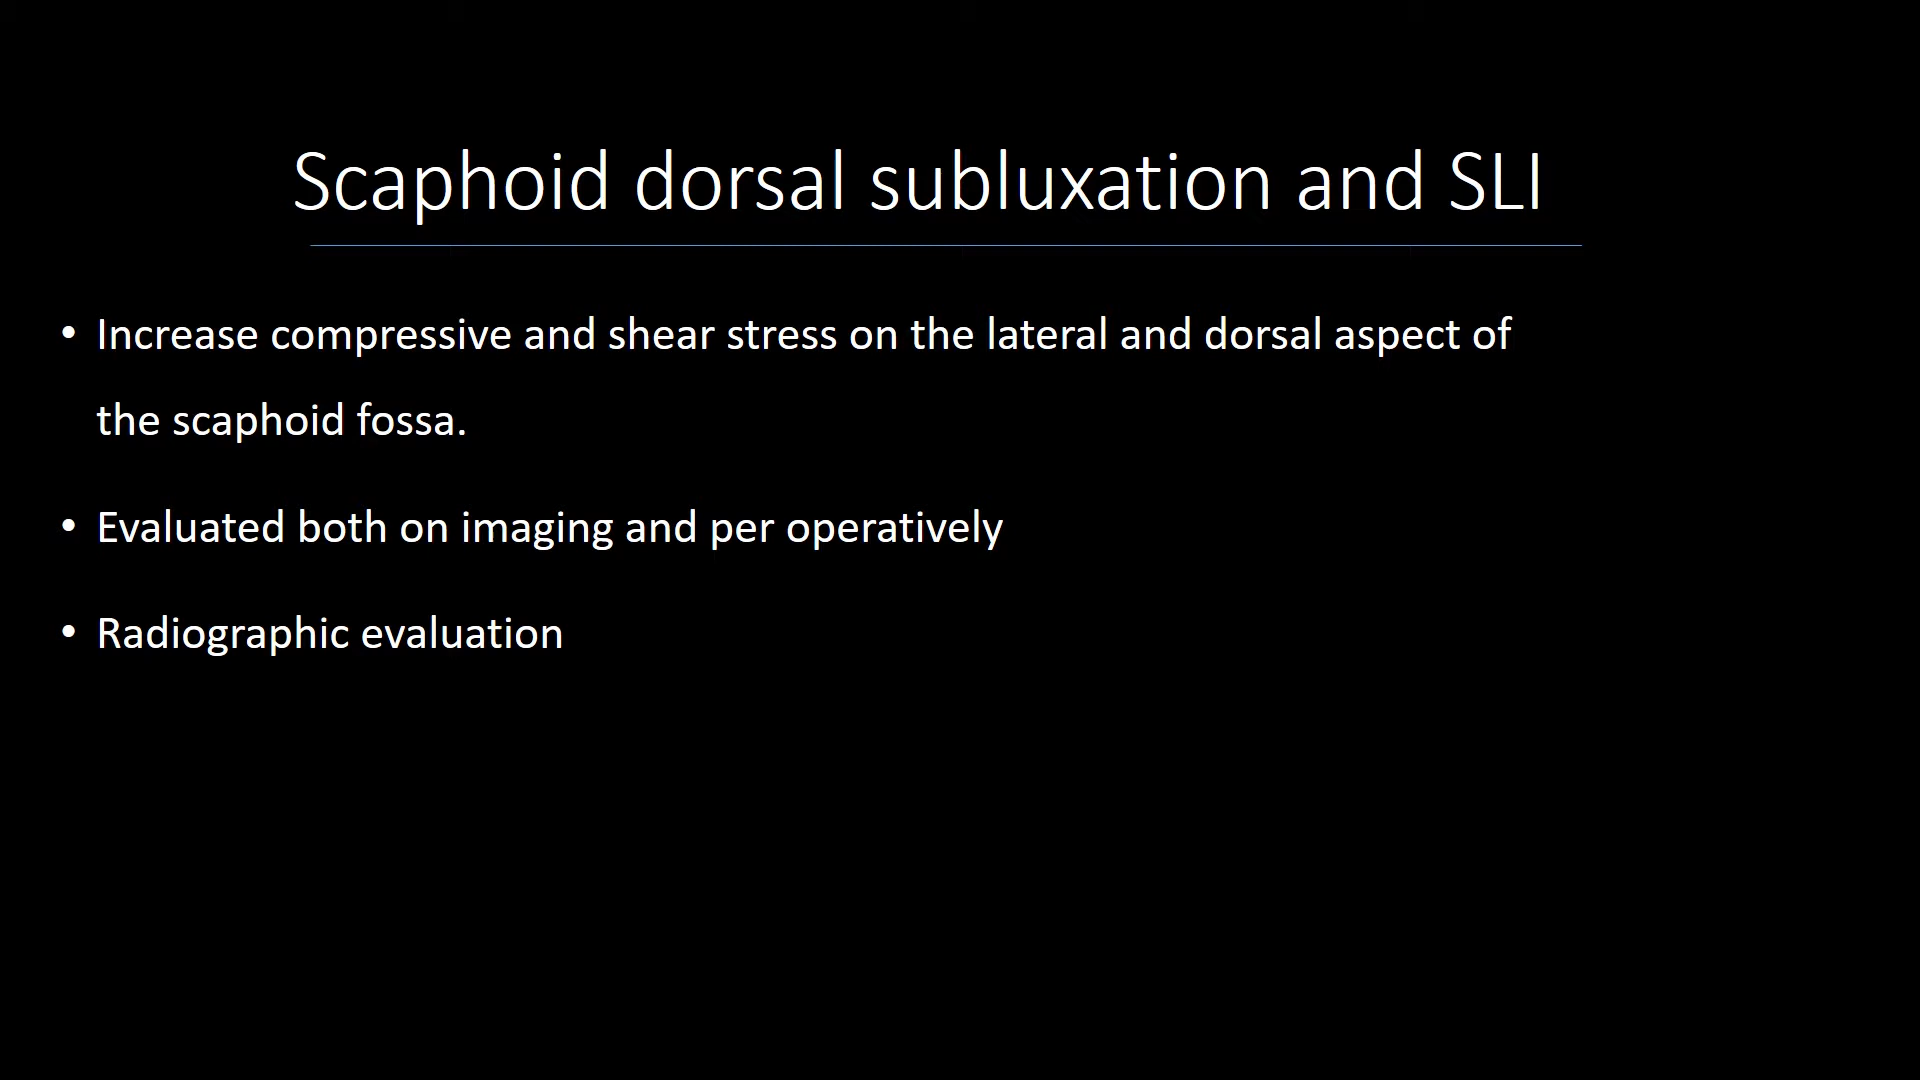 Scaphoid dorsal subluxation and SLI
• Increase compressive and shear stress on the lateral and dorsal aspect of
the scaphoid fossa.
• Evaluated both on imaging and per operatively
• Radiographic evaluation